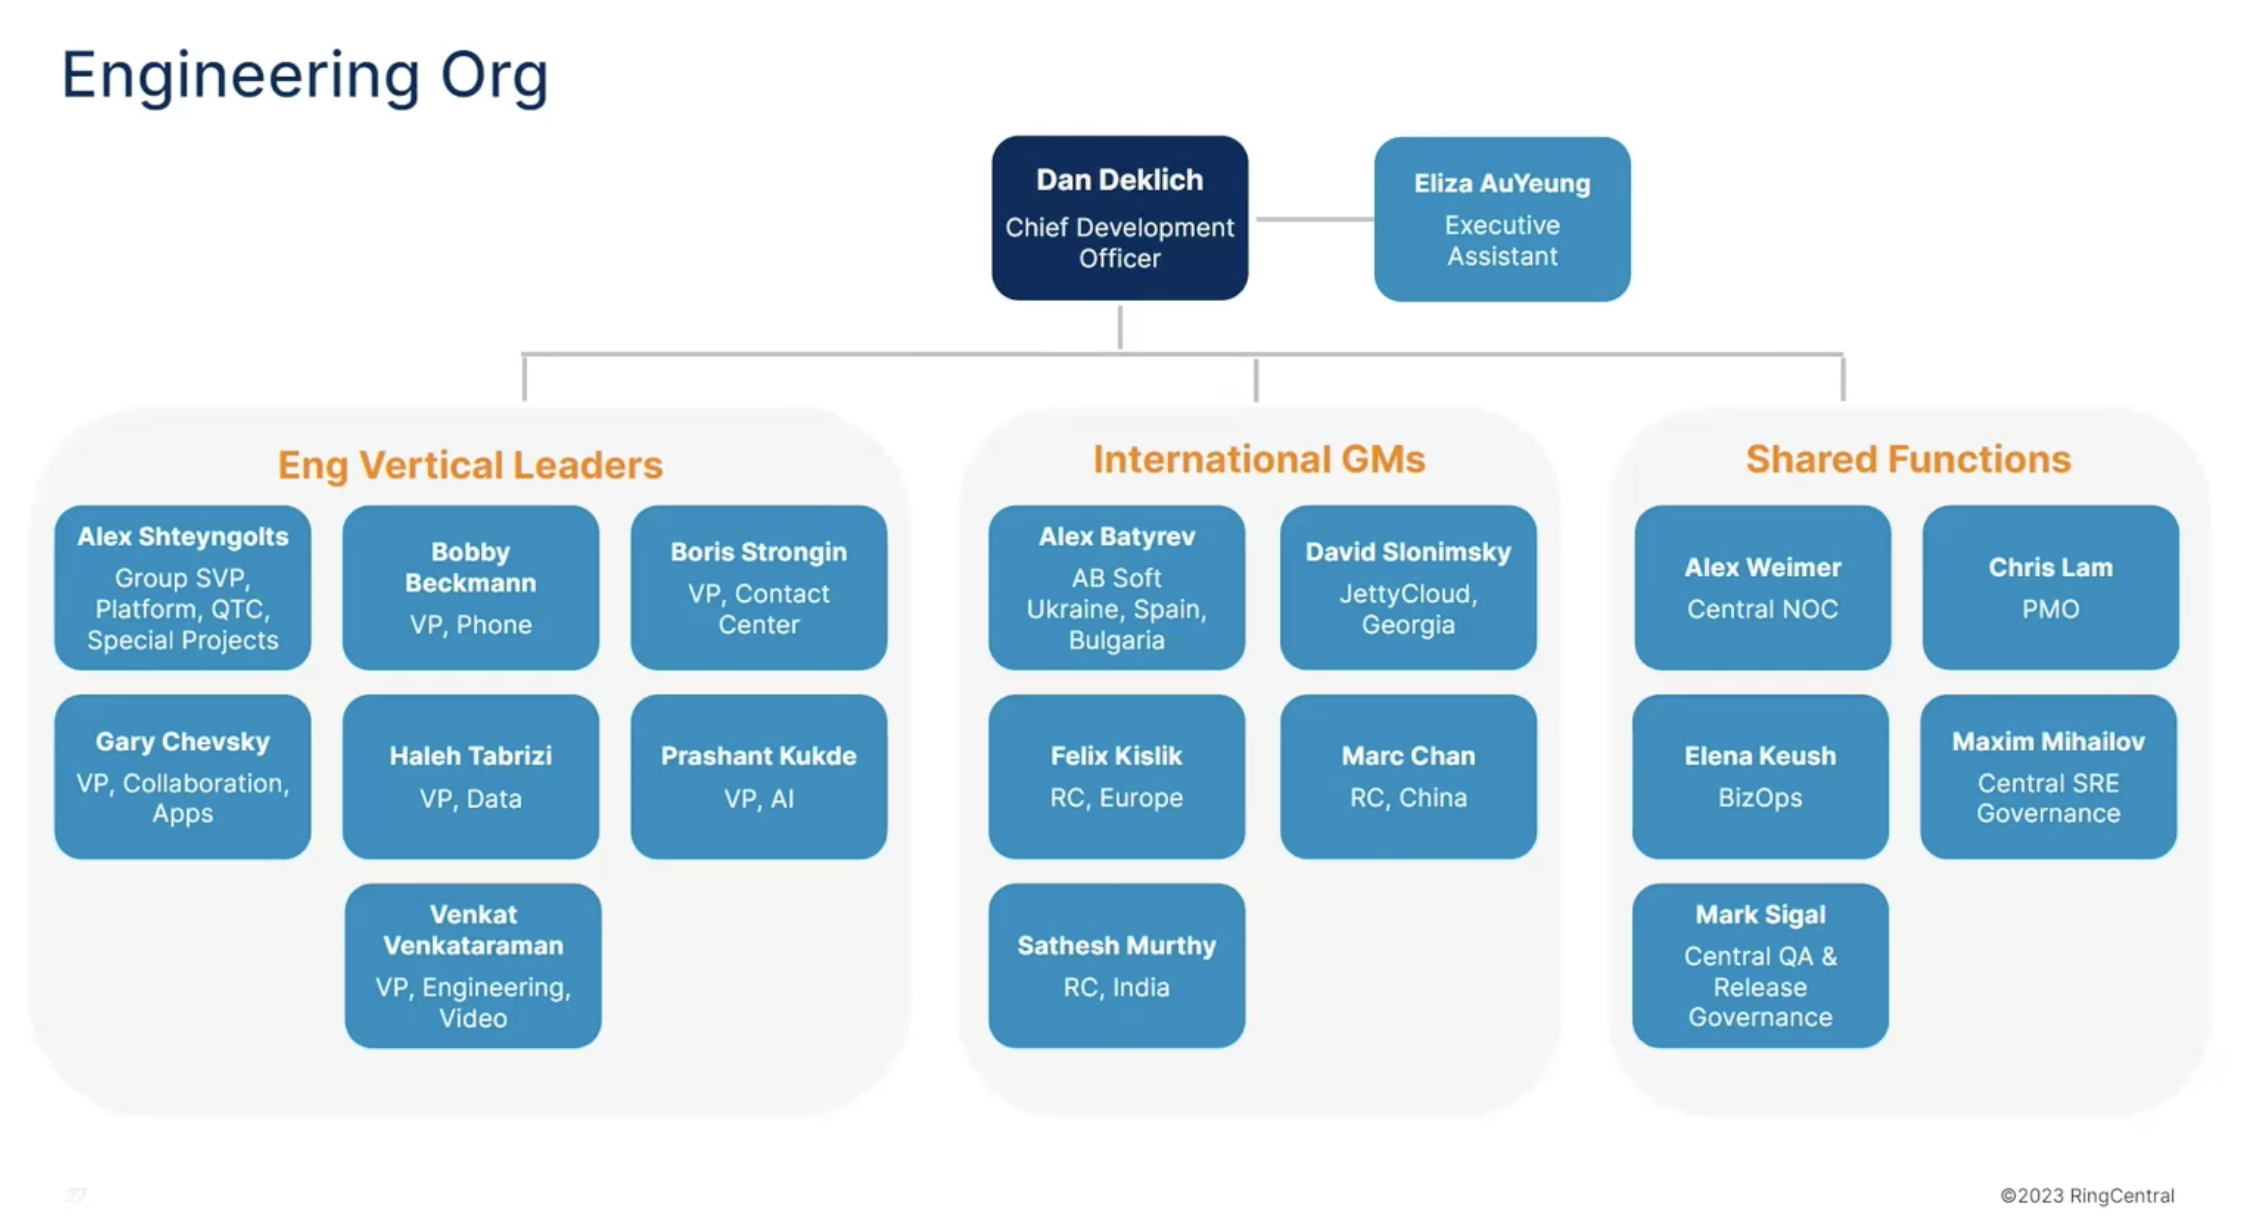 Engineering Org
Dan Deklich
Chief Development
Officer
Eliza AuYeung
Executive
Assistant
Eng Vertical Leaders
Alex Shteyngolts
Group SVP,
Platform, QTC,
Special Projects
Bobby
Beckmann
VP, Phone
Boris Strongin
VP, Contact
Center
Gary Chevsky
VP, Collaboration,
Apps
Haleh Tabrizi
VP, Data
Prashant Kukde
VP, AI
Venkat
Venkataraman
VP, Engineering,
Video
International GMs
Alex Batyrev
AB Soft
Ukraine, Spain,
Bulgaria
David Slonimsky
JettyCloud,
Georgia
Felix Kislik
RC, Europe
Marc Chan
RC, China
Sathesh Murthy
RC, India
Shared Functions
Alex Weimer
Central NOC
Chris Lam
PMO
Elena Keush
BizOps
Maxim Mihailov
Central SRE
Governance
Mark Sigal
Central QA &
Release
Governance
27
©2023 RingCentral